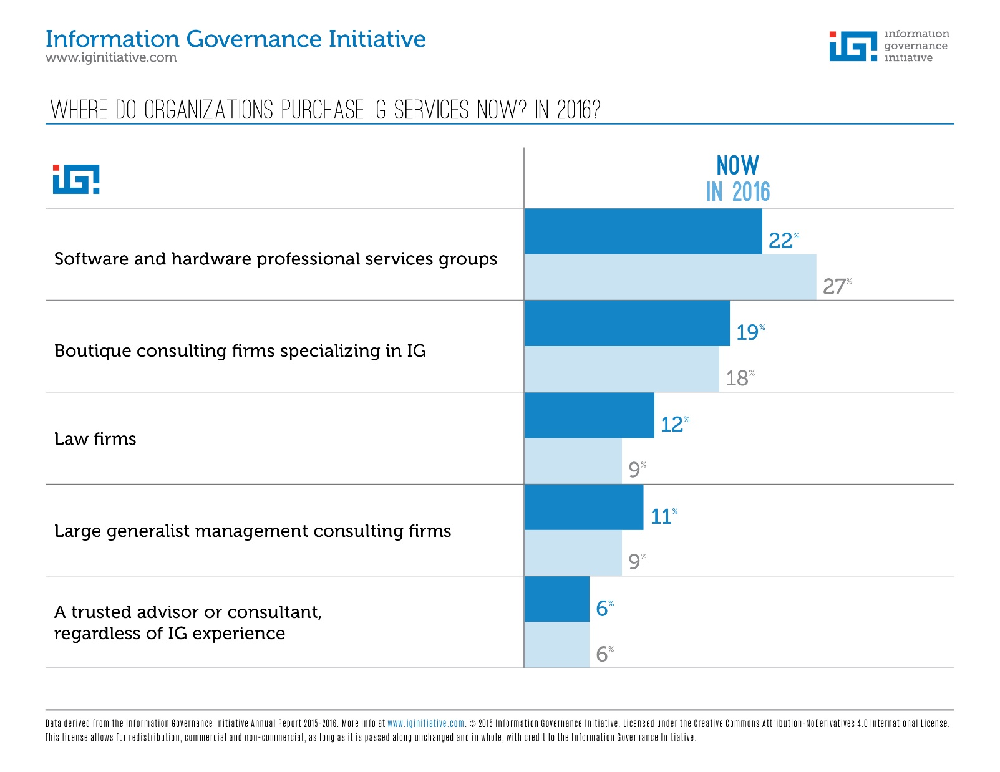 Information Governance Initiative
www.iginitiative.com
iG!
information
governance
initiative
WHERE DO ORGANIZATIONS PURCHASE IG SERVICES NOW? IN 2016?
iG!
NOW
IN 2016
Software and hardware professional services groups
22%
27%
Boutique consulting firms specializing in IG
19%
18%
Law firms
12%
9%
Large generalist management consulting firms
11%
9%
A trusted advisor or consultant,
regardless of IG experience
6%
6%
Data derived from the Information Governance Initiative Annual Report 2015-2016. More info at www.iginitiative.com. © 2015 Information Governance Initiative. Licensed under the Creative Commons Attribution-NoDerivatives 4.0 International License.
This license allows for redistribution, commercial and non-commercial, as long as it is passed along unchanged and in whole, with credit to the Information Governance Initiative.